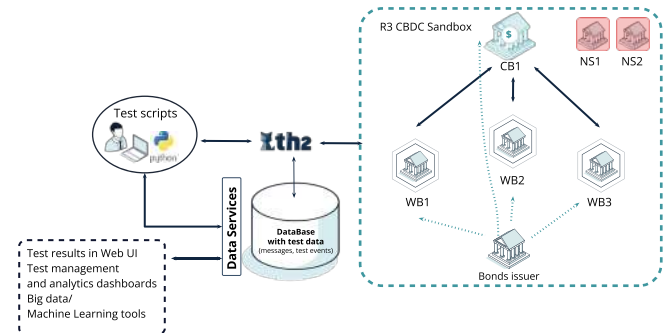 R3 CBDC Sandbox
$
CB1
NS1
NS2
Test scripts
python
th2
WB1
WB2
WB3
Data Services
DataBase
with test data
(messages, test events)
Bonds issuer
Test results in Web UI
Test management
and analytics dashboards
Big data/
Machine Learning tools